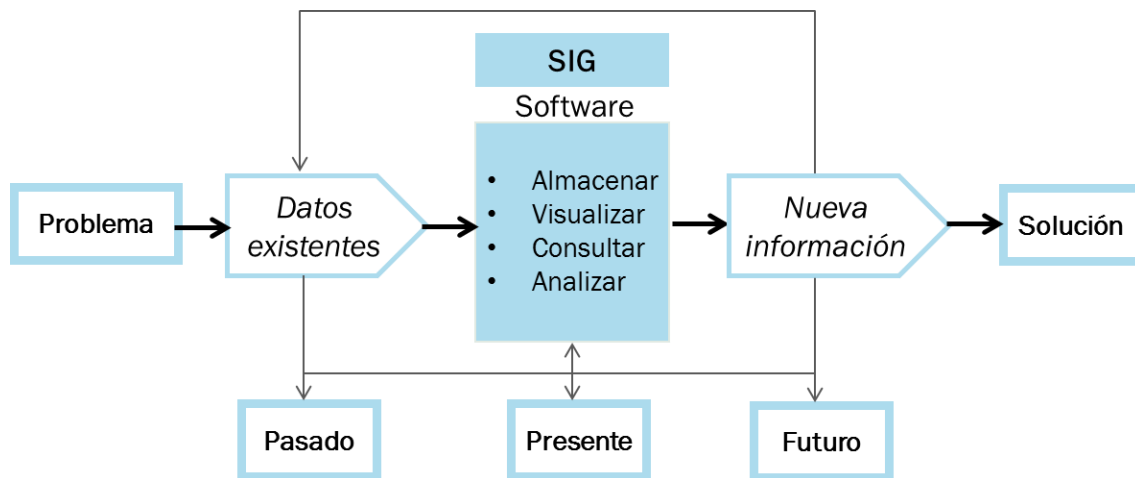 SIG
Software
Problema
Datos
existentes
• Almacenar
• Visualizar
• Consultar
• Analizar
Nueva
información
Solución
Pasado
Presente
Futuro